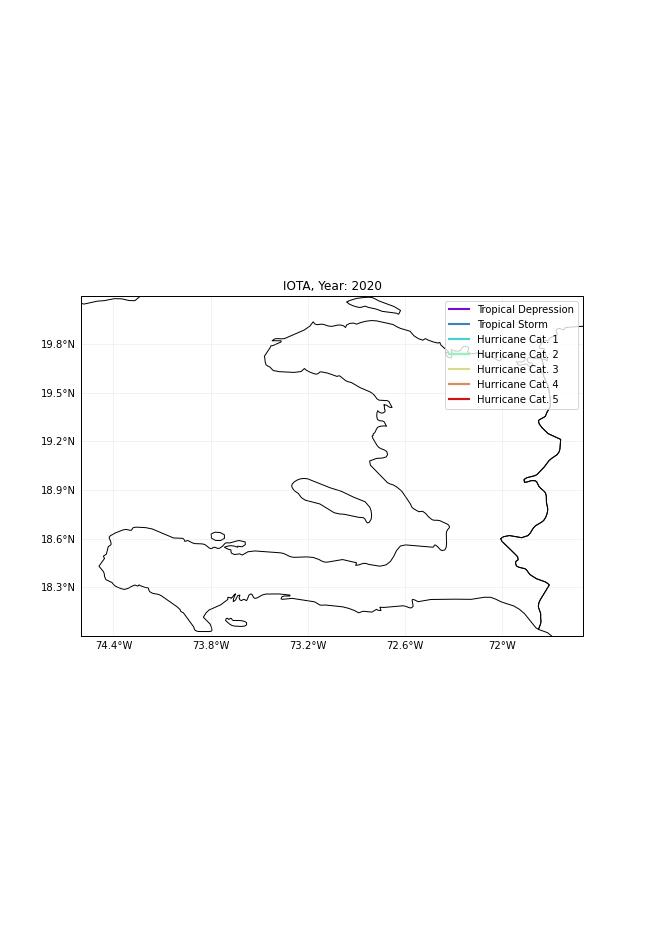 IOTA, Year: 2020
Tropical Depression
Tropical Storm
Hurricane Cat. 1
Hurricane Cat. 2
Hurricane Cat. 3
Hurricane Cat. 4
Hurricane Cat. 5
19.8°N
19.5°N
19.2°N
18.9°N
18.6°N
18.3°N
74.4°W 73.8°W 73.2°W 72.6°W 72°W